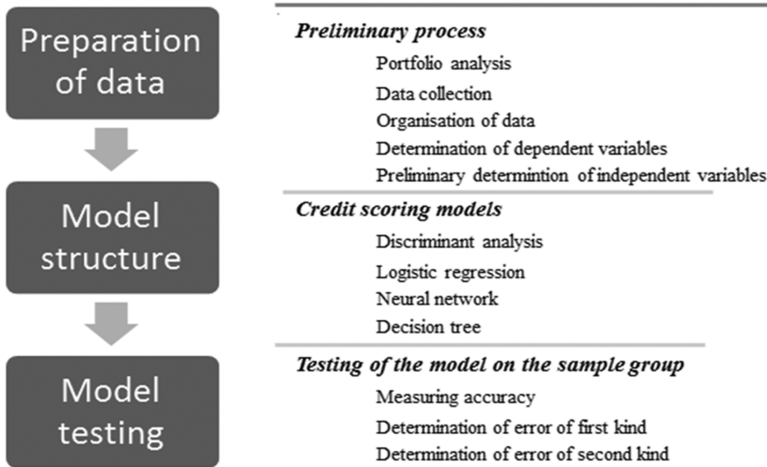 Preparation
of data
Preliminary process
Portfolio analysis
Data collection
Organisation of data
Determination of dependent variables
Preliminary determintion of independent variables
Model
structure
Credit scoring models
Discriminant analysis
Logistic regression
Neural network
Decision tree
Model
testing
Testing of the model on the sample group
Measuring accuracy
Determination of error of first kind
Determination of error of second kind